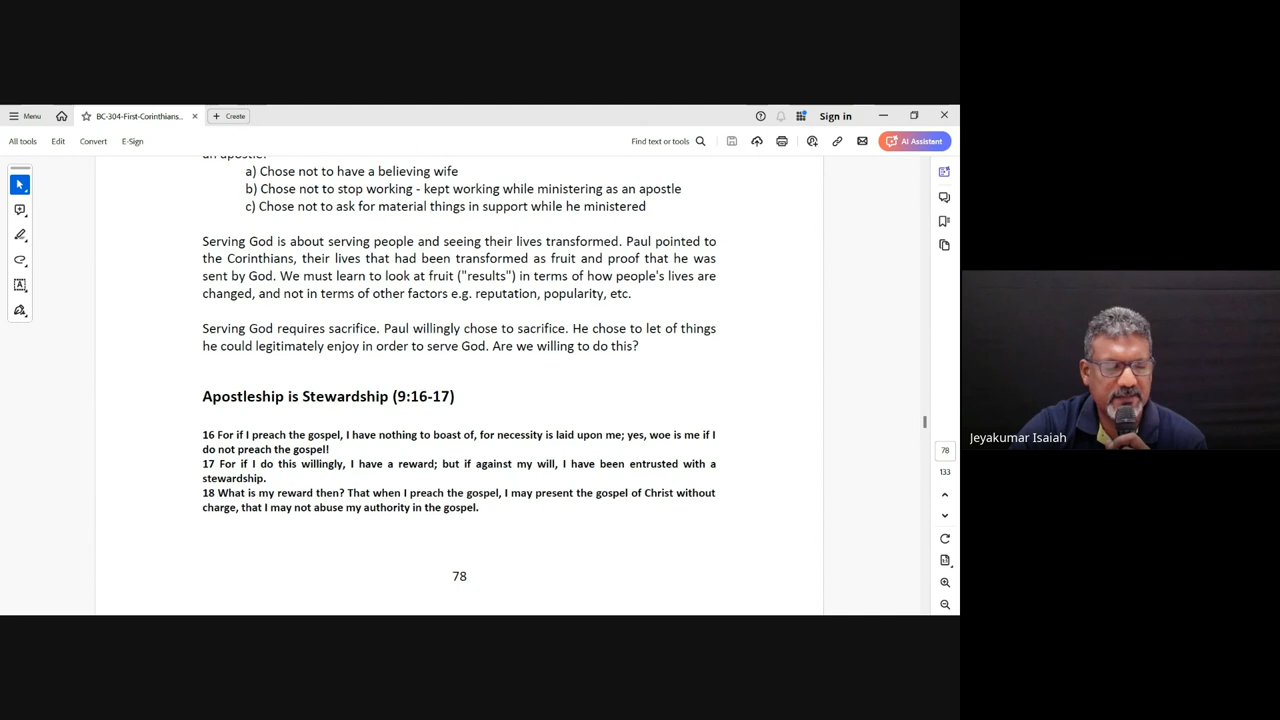 Menu
BC-304-First-Corinthians...
Create
Sign in
All tools
Edit
Convert
E-Sign
Find text or tools
AI Assistant
an apostle:
a) Chose not to have a believing wife
b) Chose not to stop working - kept working while ministering as an apostle
c) Chose not to ask for material things in support while he ministered
Serving God is about serving people and seeing their lives transformed. Paul pointed to
the Corinthians, their lives that had been transformed as fruit and proof that he was
sent by God. We must learn to look at fruit ("results") in terms of how people's lives are
changed, and not in terms of other factors e.g. reputation, popularity, etc.
Serving God requires sacrifice. Paul willingly chose to sacrifice. He chose to let of things
he could legitimately enjoy in order to serve God. Are we willing to do this?
Apostleship is Stewardship (9:16-17)
16 For if I preach the gospel, I have nothing to boast of, for necessity is laid upon me; yes, woe is me if I
do not preach the gospel!
17 For if I do this willingly, I have a reward; but if against my will, I have been entrusted with a
stewardship.
18 What is my reward then? That when I preach the gospel, I may present the gospel of Christ without
charge, that I may not abuse my authority in the gospel.
78
78
133
Jeyakumar Isaiah